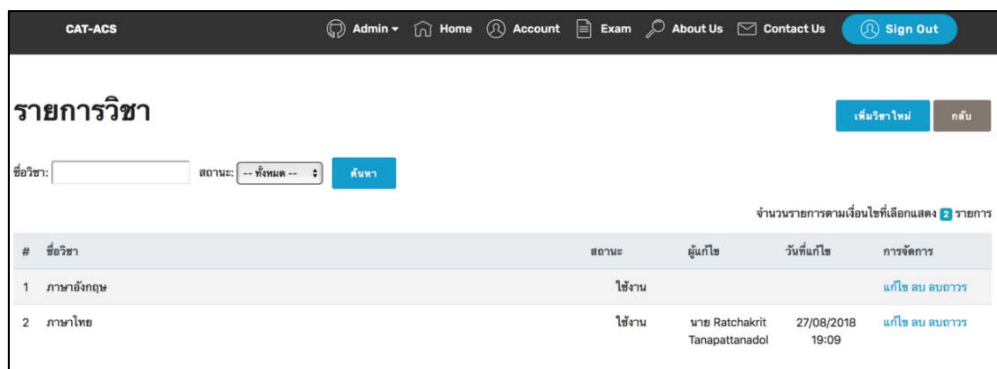 CAT-ACS Admin Home Account Exam About Us Contact Us Sign Out
รายการวิชา เพิ่มวิชาใหม่ กลับ
ชื่อวิชา: สถานะ: -- ทั้งหมด -- ค้นหา
จำนวนรายการตามเงื่อนไขที่เลือกแสดง 2 รายการ
# ชื่อวิชา สถานะ ผู้แก้ไข วันที่แก้ไข การจัดการ
1 ภาษาอังกฤษ ใช้งาน แก้ไข ลบ ลบถาวร
2 ภาษาไทย ใช้งาน นาย Ratchakrit 27/08/2018 แก้ไข ลบ ลบถาวร
Tanapattanadol 19:09